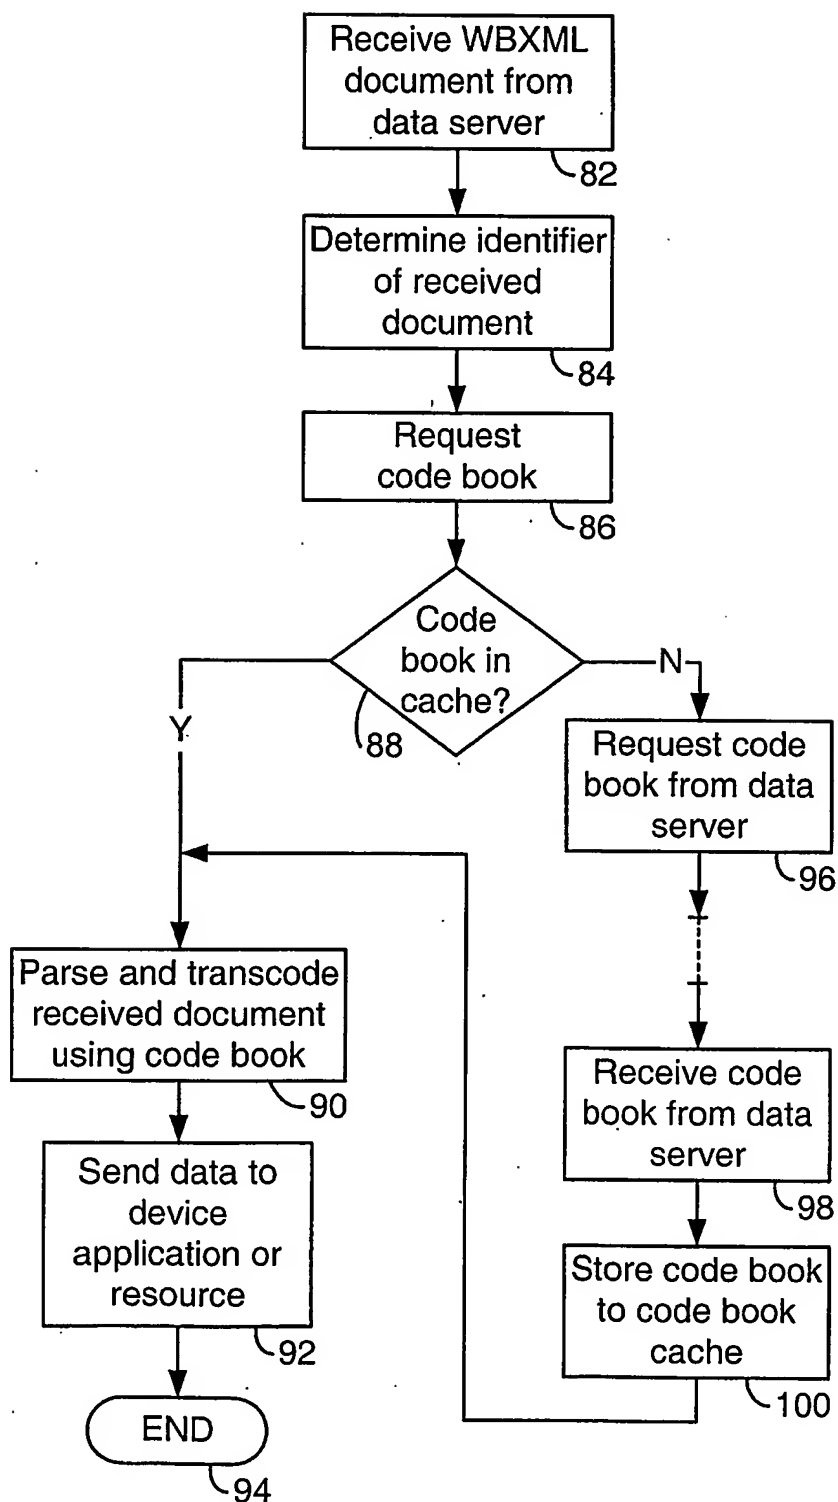 Receive WBXML
document from
data server
82
Determine identifier
of received
document
84
Request
code book
86
Code
book in
cache?
88
Y
N
Request code
book from data
server
96
Parse and transcode
received document
using code book
90
Receive code
book from data
server
98
Send data to
device
application or
resource
92
Store code book
to code book
cache
100
END
94